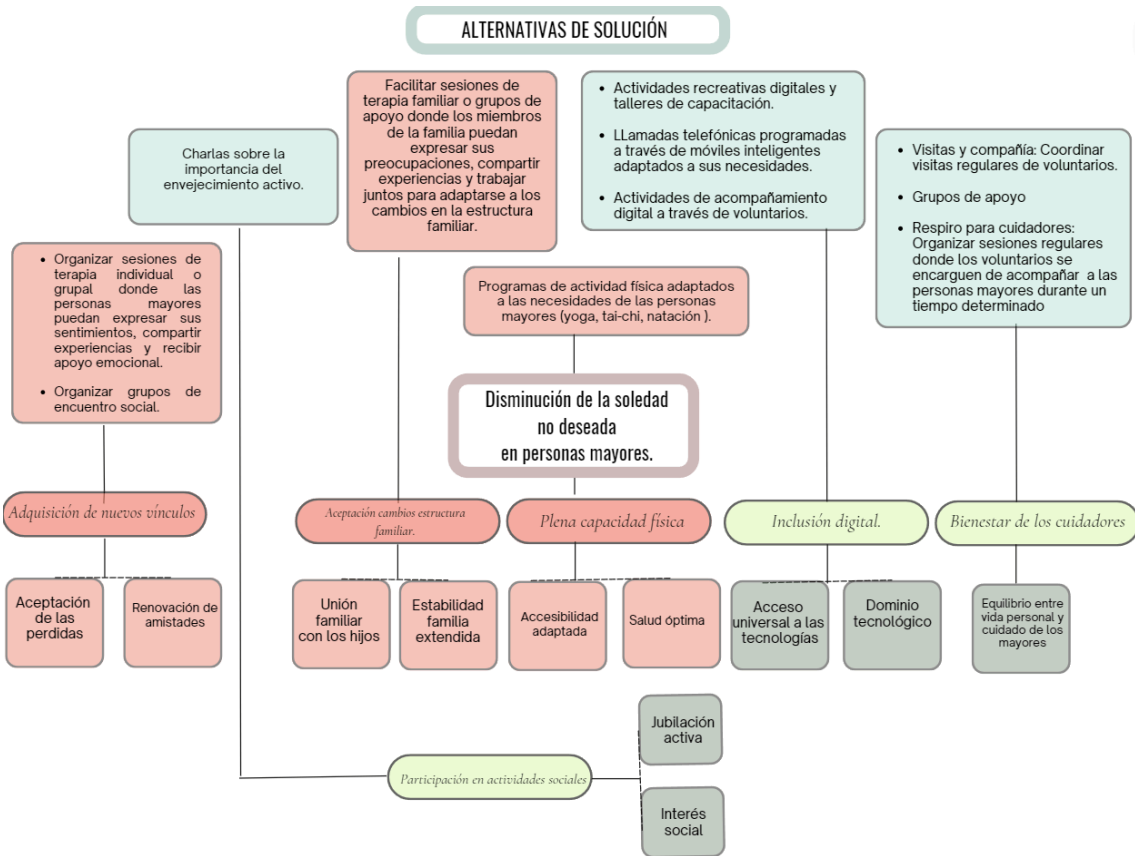 ALTERNATIVAS DE SOLUCIÓN
Facilitar sesiones de
terapia familiar o grupos de
apoyo donde los miembros
de la familia puedan
expresar sus
preocupaciones, compartir
experiencias y trabajar
juntos para adaptarse a los
cambios en la estructura
familiar.
• Actividades recreativas digitales y
talleres de capacitación.
• LLamadas telefónicas programadas
a través de móviles inteligentes
adaptados a sus necesidades.
• Actividades de acompañamiento
digital a través de voluntarios.
Charlas sobre la
importancia del
envejecimiento activo.
• Visitas y compañía: Coordinar
visitas regulares de voluntarios.
• Grupos de apoyo
• Respiro para cuidadores:
Organizar sesiones regulares
donde los voluntarios se
encarguen de acompañar a las
personas mayores durante un
tiempo determinado
• Organizar sesiones de
terapia individual o
grupal donde las
personas mayores
puedan expresar sus
sentimientos, compartir
experiencias y recibir
apoyo emocional.
• Organizar grupos de
encuentro social.
Programas de actividad física adaptados
a las necesidades de las personas
mayores (yoga, tai-chi, natación ).
Disminución de la soledad
no deseada
en personas mayores.
Adquisición de nuevos vínculos
Aceptación cambios estructura
familiar.
Plena capacidad física
Inclusión digital.
Bienestar de los cuidadores
Aceptación
de las
perdidas
Renovación de
amistades
Unión
familiar
con los hijos
Estabilidad
familia
extendida
Accesibilidad
adaptada
Salud óptima
Acceso
universal a las
tecnologías
Dominio
tecnológico
Equilibrio entre
vida personal y
cuidado de los
mayores
Jubilación
activa
Participación en actividades sociales
Interés
social